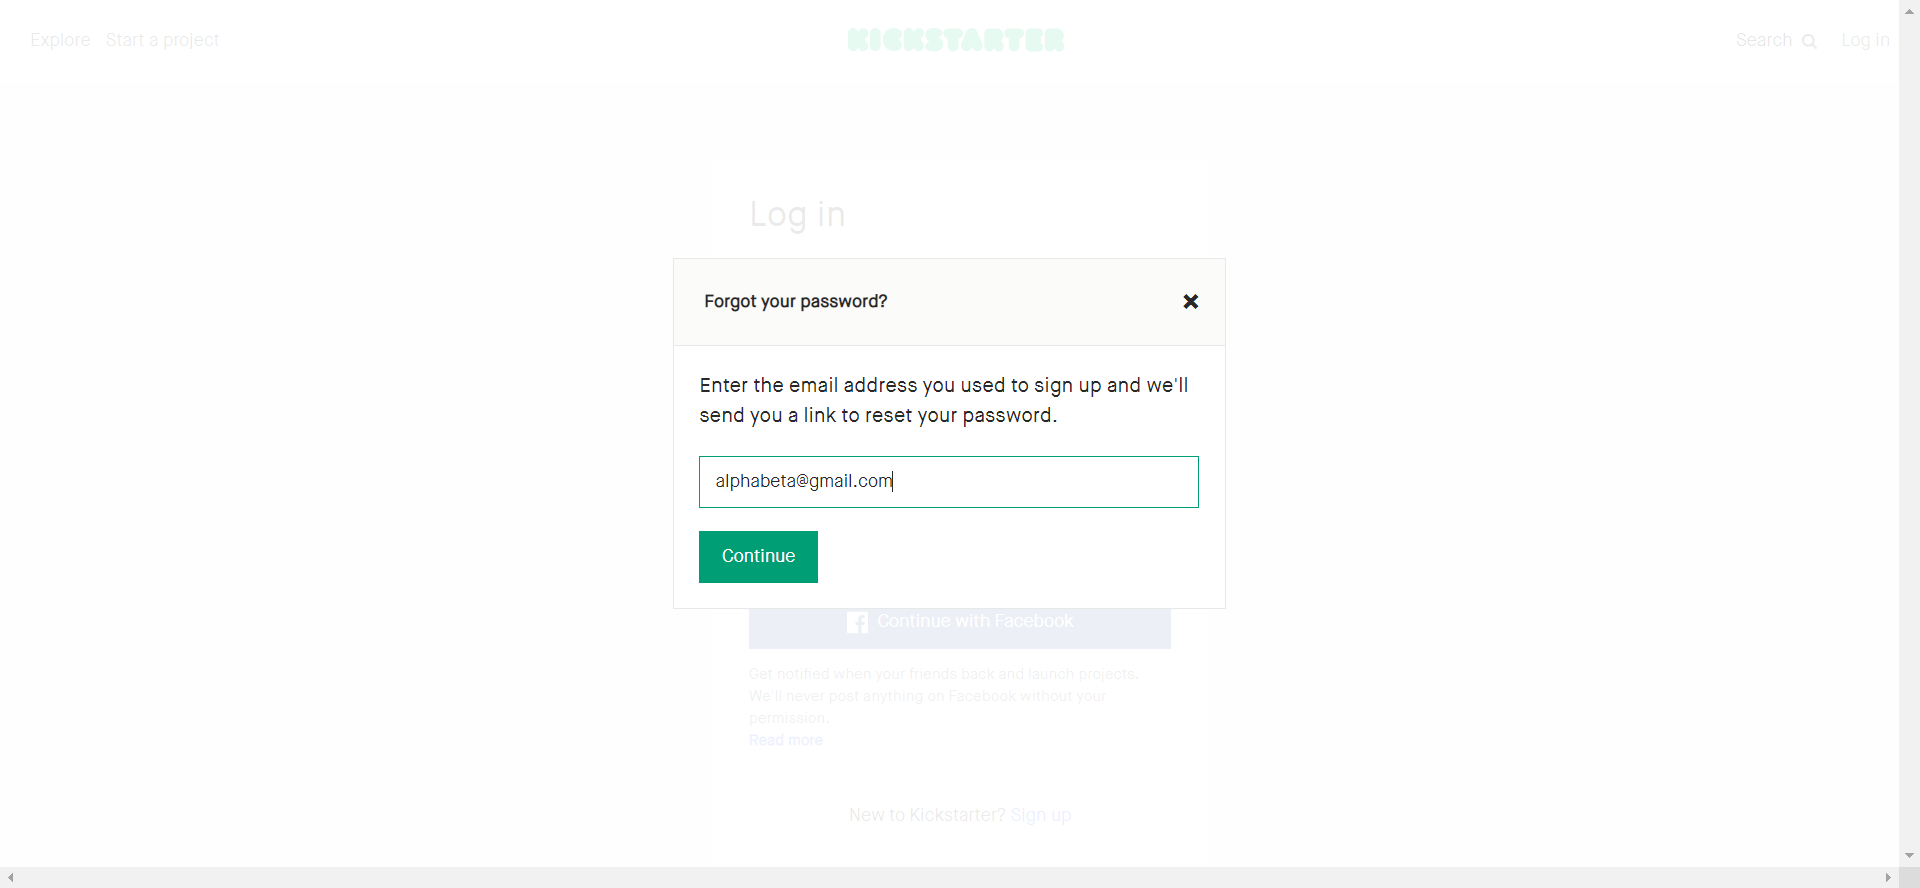 Explore Start a project KICKSTARTER Search Log in
Log in
Forgot your password?
Enter the email address you used to sign up and we'll
send you a link to reset your password.
alphabeta@gmail.com
Continue
Continue with Facebook
Get notified when your friends back and launch projects.
We'll never post anything on Facebook without your
permission.
Read more
New to Kickstarter? Sign up